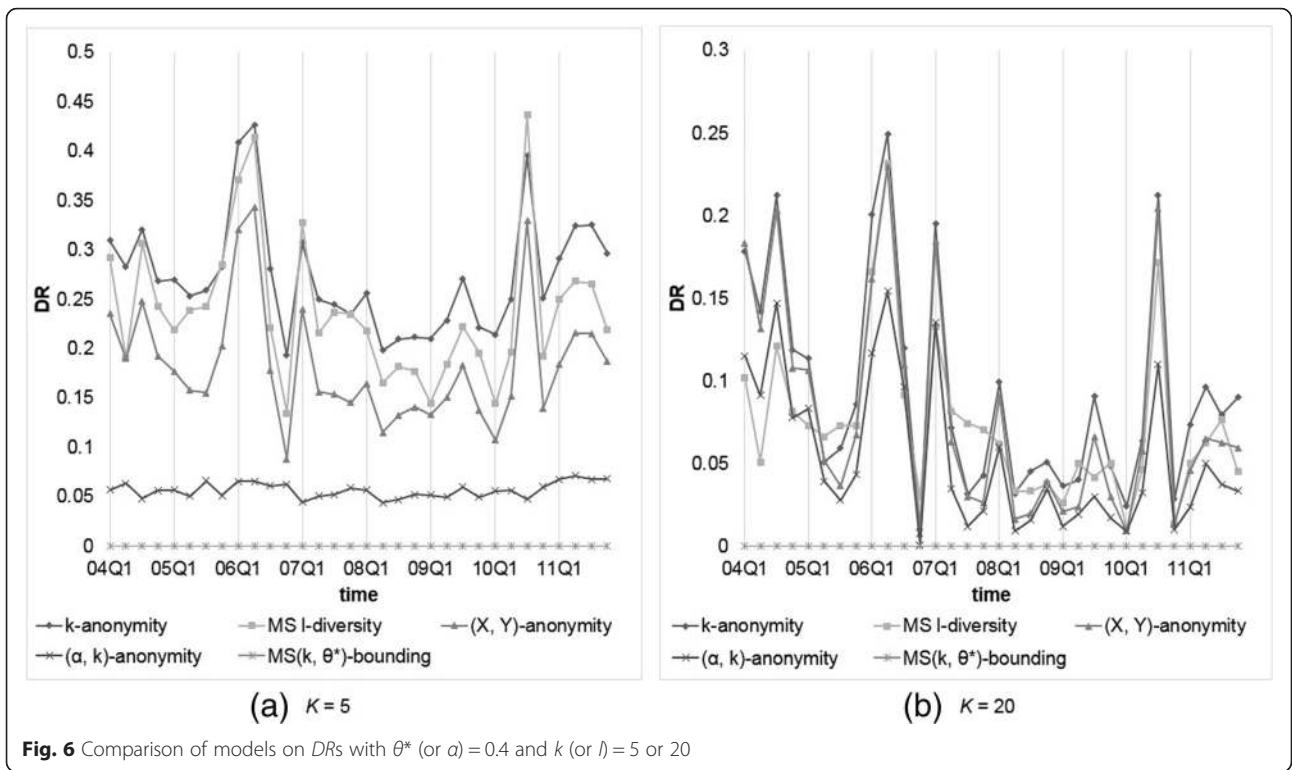 0.5
0.45
0.4
0.35
0.3
0.25
0.2
0.15
0.1
0.05
0
DR
04Q1 05Q1 06Q1 07Q1 08Q1 09Q1 10Q1 11Q1
time
k-anonymity MS l-diversity (X, Y)-anonymity
(α, k)-anonymity MS(k, θ*)-bounding
(a) K = 5
0.3
0.25
0.2
0.15
0.1
0.05
0
DR
04Q1 05Q1 06Q1 07Q1 08Q1 09Q1 10Q1 11Q1
time
k-anonymity MS l-diversity (X, Y)-anonymity
(α, k)-anonymity MS(k, θ*)-bounding
(b) K = 20
Fig. 6 Comparison of models on DRs with θ* (or α) = 0.4 and k (or l) = 5 or 20